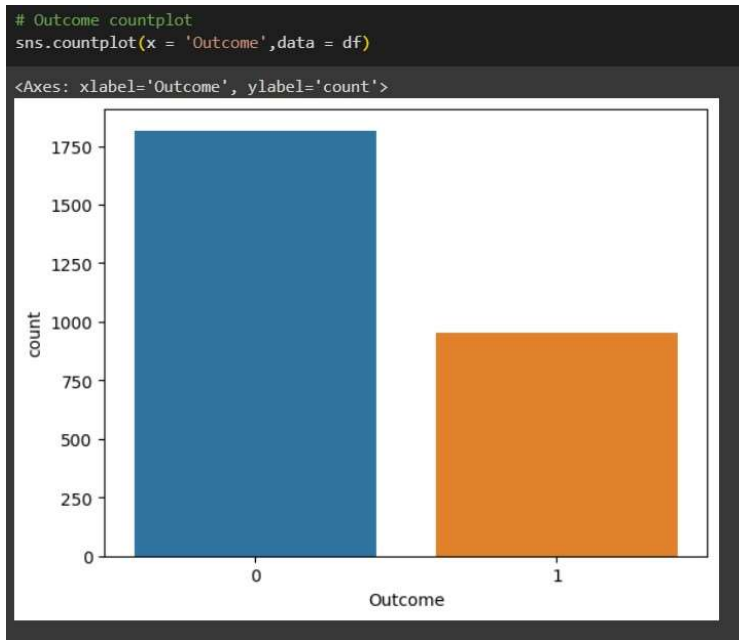 # Outcome countplot
sns.countplot(x = 'Outcome',data = df)
<Axes: xlabel='Outcome', ylabel='count'>
1750
1500
1250
1000
750
500
250
0
count
0 1
Outcome